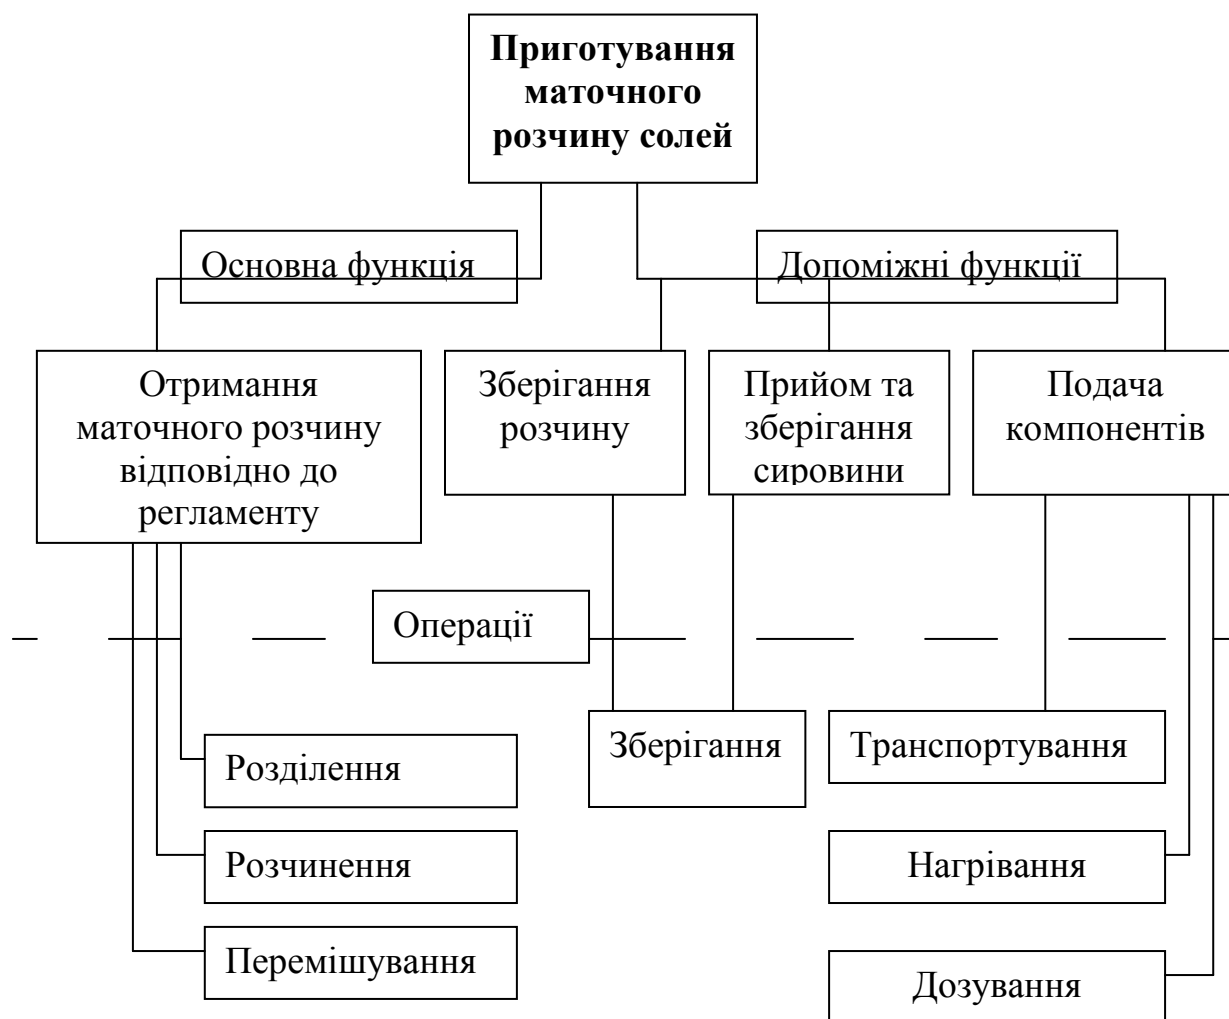 Приготування
маточного
розчину солей
Основна функція
Допоміжні функції
Отримання
маточного розчину
відповідно до
регламенту
Зберігання
розчину
Прийом та
зберігання
сировини
Подача
компонентів
Операції
Розділення
Зберігання
Транспортування
Розчинення
Нагрівання
Перемішування
Дозування